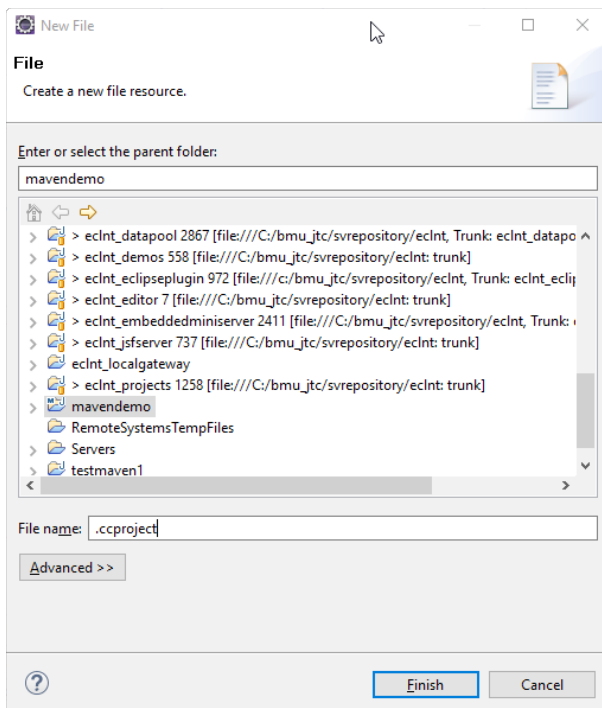 New File
File
Create a new file resource.
Enter or select the parent folder:
mavendemo
> eclnt_datapool 2867 [file:///C:/bmu_jtc/svrepository/eclnt, Trunk: eclnt_datapo
> eclnt_demos 558 [file:///C:/bmu_jtc/svrepository/eclnt: trunk]
> eclnt_eclipseplugin 972 [file:///C:/bmu_jtc/svrepository/eclnt, Trunk: eclnt_eclip
> eclnt_editor 7 [file:///C:/bmu_jtc/svrepository/eclnt: trunk]
> eclnt_embeddedminiserver 2411 [file:///C:/bmu_jtc/svrepository/eclnt, Trunk:
> eclnt_jsfserver 737 [file:///C:/bmu_jtc/svrepository/eclnt: trunk]
eclnt_localgateway
> eclnt_projects 1258 [file:///C:/bmu_jtc/svrepository/eclnt: trunk]
mavendemo
RemoteSystemsTempFiles
Servers
testmaven1
File name: .ccproject
Advanced >>
Finish Cancel